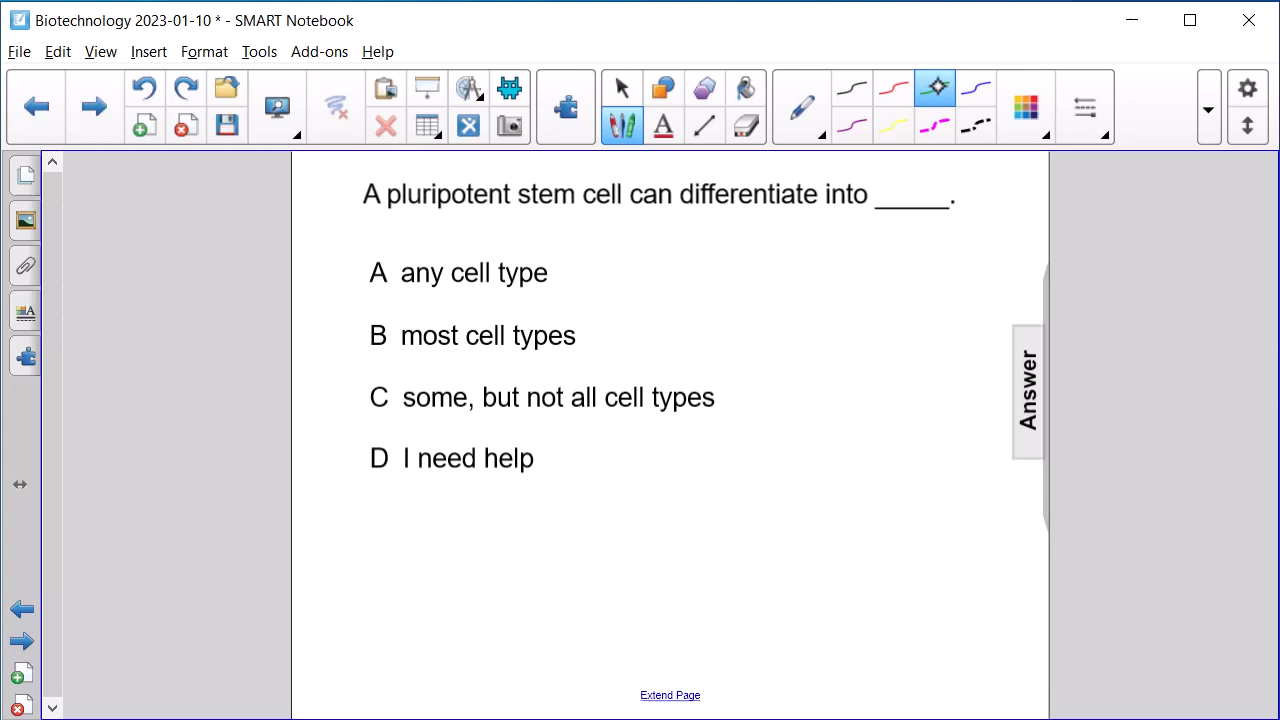 Biotechnology 2023-01-10 * - SMART Notebook
File Edit View Insert Format Tools Add-ons Help
A pluripotent stem cell can differentiate into _____.
A any cell type
B most cell types
C some, but not all cell types
D I need help
Answer
Extend Page